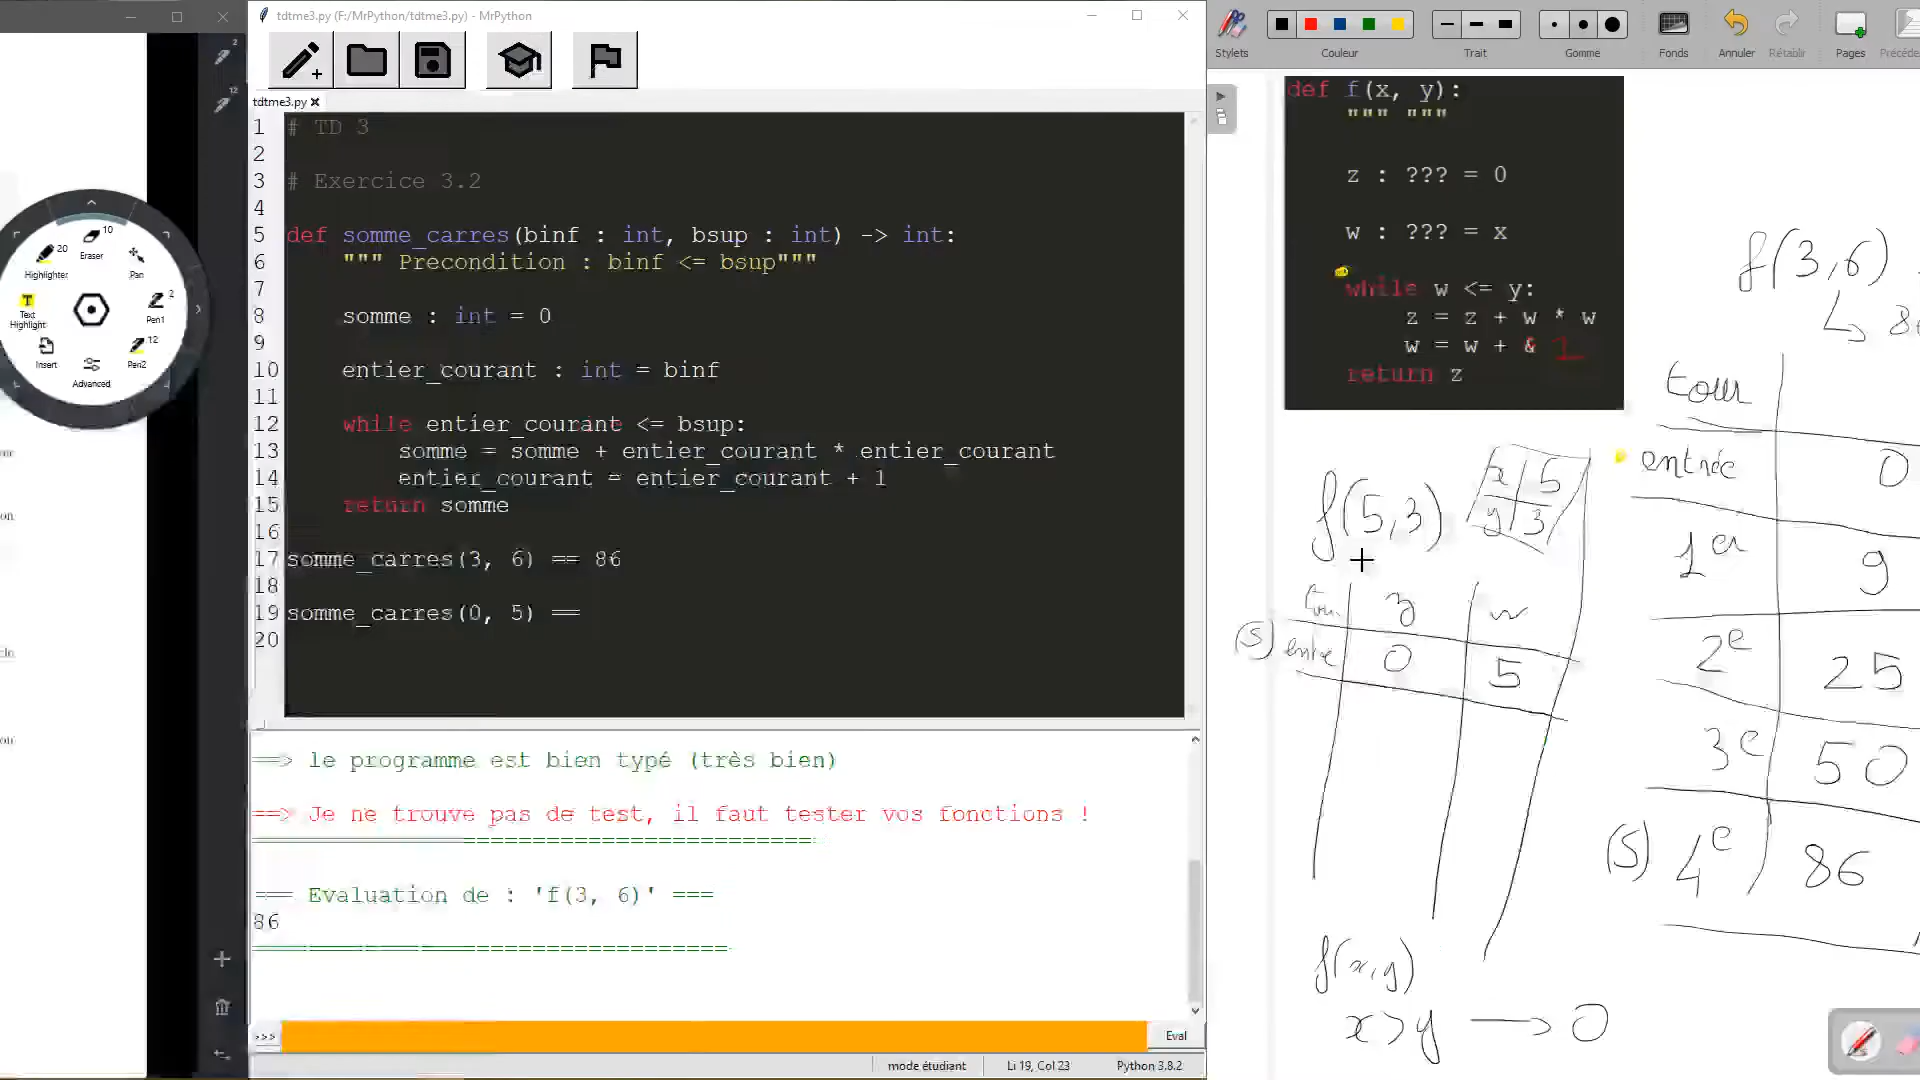 tdtme3.py (F:/MrPython/tdtme3.py) - MrPython
tdtme3.py
1 # TD 3
2
3 # Exercice 3.2
4
5 def somme_carres(binf : int, bsup : int) -> int:
6 """ Precondition : binf <= bsup"""
7
8 somme : int = 0
9
10 entier_courant : int = binf
11
12 while entier_courant <= bsup:
13 somme = somme + entier_courant * entier_courant
14 entier_courant = entier_courant + 1
15 return somme
16
17 somme_carres(3, 6) == 86
18
19 somme_carres(0, 5) ==
20
==> le programme est bien typé (très bien)
==> Je ne trouve pas de test, il faut tester vos fonctions !
=== Evaluation de : 'f(3, 6)' ===
86
>>>
Eval
mode étudiant
Li 19, Col 23
Python 3.8.2
10
Eraser
20
Highlighter
Pan
Text
Highlight
2
Pen1
Insert
12
Pen2
Advanced
2
12
Stylets
Couleur
Trait
Gomme
Fonds
Annuler
Rétablir
Pages
def f(x, y):
""" """
z : ??? = 0
w : ??? = x
while w <= y:
z = z + w * w
w = w + & 1
return z
f(3,6)
tour
entrée 0
1er 9
2e 25
3e 50
(S) 4e 86
f(5,3)
x 5
y 3
z w
(S) entre 0 5
f(x,y)
x>y → 0